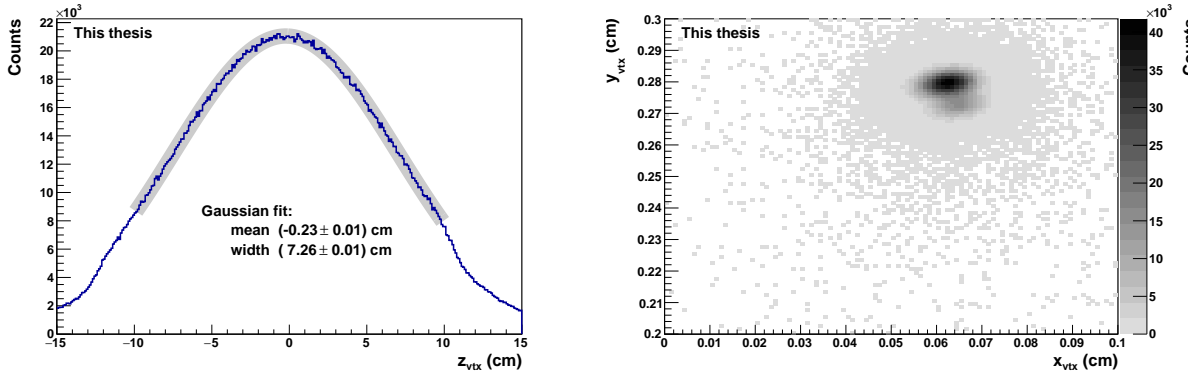 ×10³
This thesis
Counts
22
20
18
16
14
12
10
8
6
4
2
0
Gaussian fit:
mean (-0.23 ± 0.01) cm
width ( 7.26 ± 0.01) cm
−15 −10 −5 0 5 10 15
z_vtx (cm)
This thesis
y_vtx (cm)
0.3
0.29
0.28
0.27
0.26
0.25
0.24
0.23
0.22
0.21
0.2
0 0.01 0.02 0.03 0.04 0.05 0.06 0.07 0.08 0.09 0.1
x_vtx (cm)
×10³
Counts
40
35
30
25
20
15
10
5
0